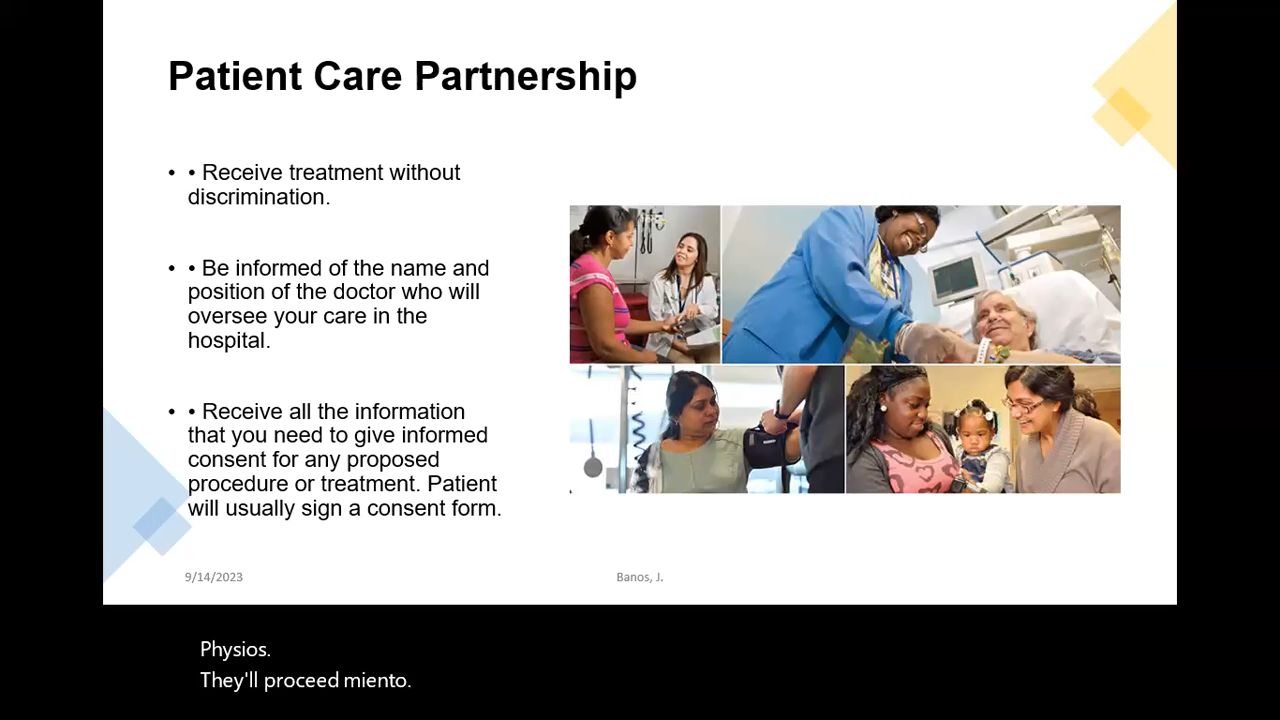 Patient Care Partnership
• • Receive treatment without
discrimination.
• • Be informed of the name and
position of the doctor who will
oversee your care in the
hospital.
• • Receive all the information
that you need to give informed
consent for any proposed
procedure or treatment. Patient
will usually sign a consent form.
9/14/2023
Banos, J.
Physios.
They'll proceed miento.